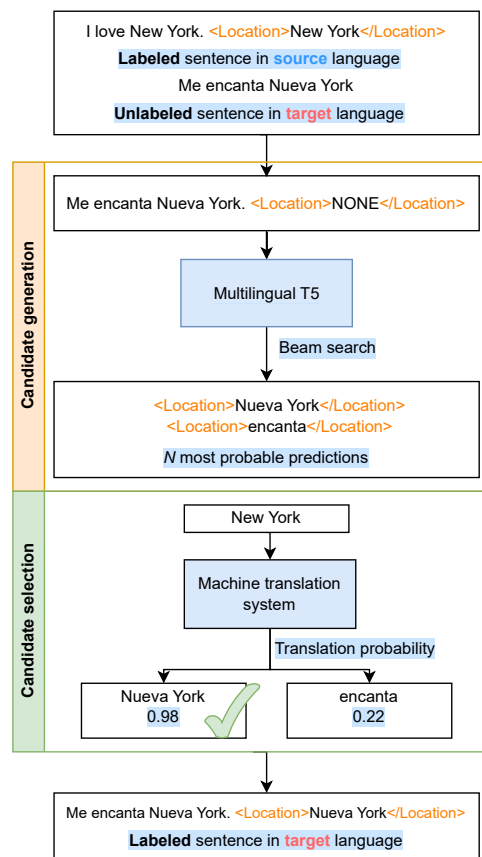 I love New York. <Location>New York</Location>
Labeled sentence in source language
Me encanta Nueva York
Unlabeled sentence in target language
Candidate generation
Me encanta Nueva York. <Location>NONE</Location>
Multilingual T5
Beam search
<Location>Nueva York</Location>
<Location>encanta</Location>
N most probable predictions
Candidate selection
New York
Machine translation
system
Translation probability
Nueva York
0.98
encanta
0.22
Me encanta Nueva York. <Location>Nueva York</Location>
Labeled sentence in target language